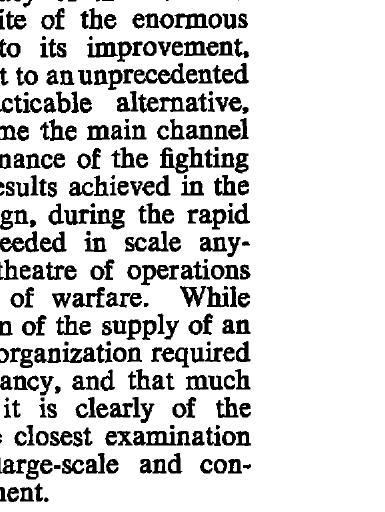 ite of the enormous
to its improvement,
t to an unprecedented
cticable alternative,
me the main channel
nance of the fighting
esults achieved in the
gn, during the rapid
eeded in scale any-
theatre of operations
of warfare. While
n of the supply of an
organization required
ancy, and that much
it is clearly of the
closest examination
large-scale and con-
ment.